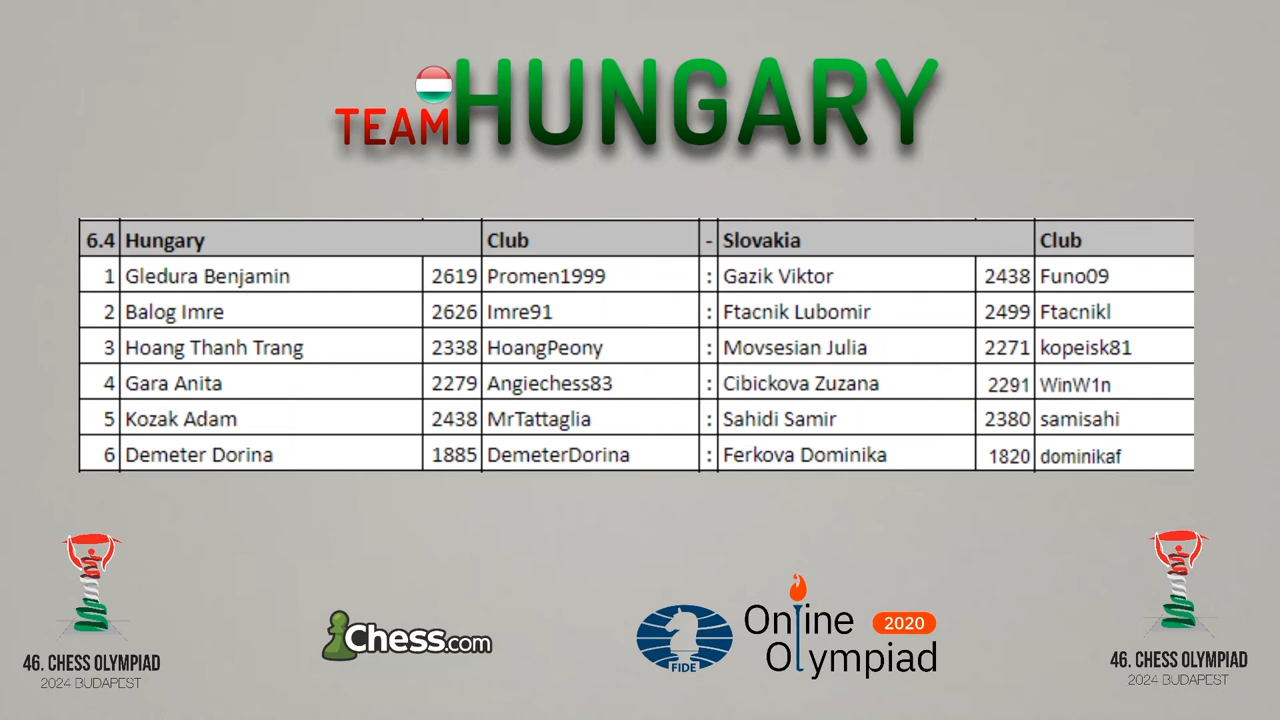 TEAM HUNGARY
6.4 Hungary Club - Slovakia Club
1 Gledura Benjamin 2619 Promen1999 : Gazik Viktor 2438 Funo09
2 Balog Imre 2626 Imre91 : Ftacnik Lubomir 2499 Ftacnikl
3 Hoang Thanh Trang 2338 HoangPeony : Movsesian Julia 2271 kopeisk81
4 Gara Anita 2279 Angiechess83 : Cibickova Zuzana 2291 WinW1n
5 Kozak Adam 2438 MrTattaglia : Sahidi Samir 2380 samisahi
6 Demeter Dorina 1885 DemeterDorina : Ferkova Dominika 1820 dominikaf
46. CHESS OLYMPIAD
2024 BUDAPEST
Chess.com
FIDE
Online 2020
Olympiad
46. CHESS OLYMPIAD
2024 BUDAPEST